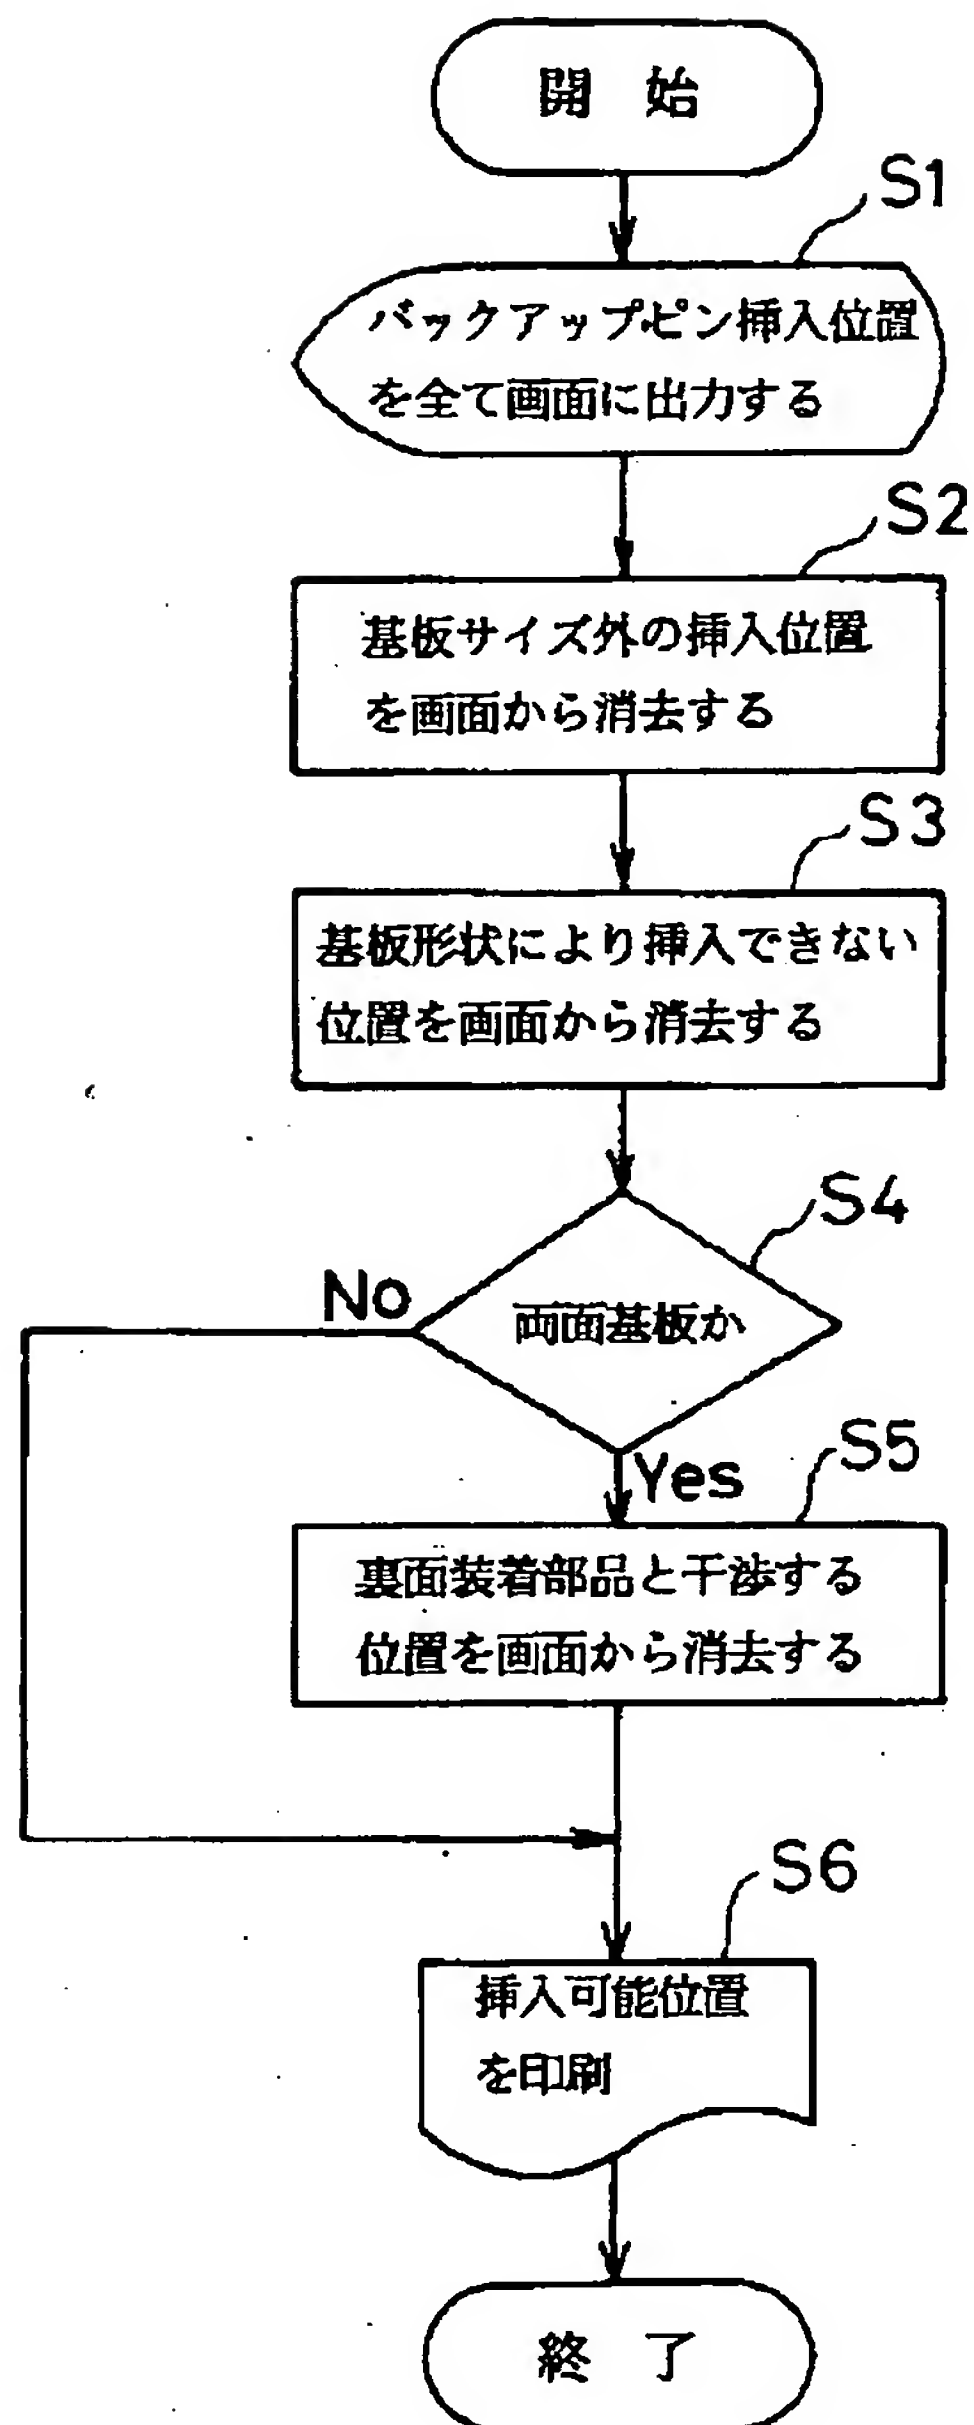 開 始
S1
バックアップピン挿入位置
を全て画面に出力する
S2
基板サイズ外の挿入位置
を画面から消去する
S3
基板形状により挿入できない
位置を画面から消去する
S4
No
両面基板か
Yes
S5
裏面装着部品と干渉する
位置を画面から消去する
S6
挿入可能位置
を印刷
終 了